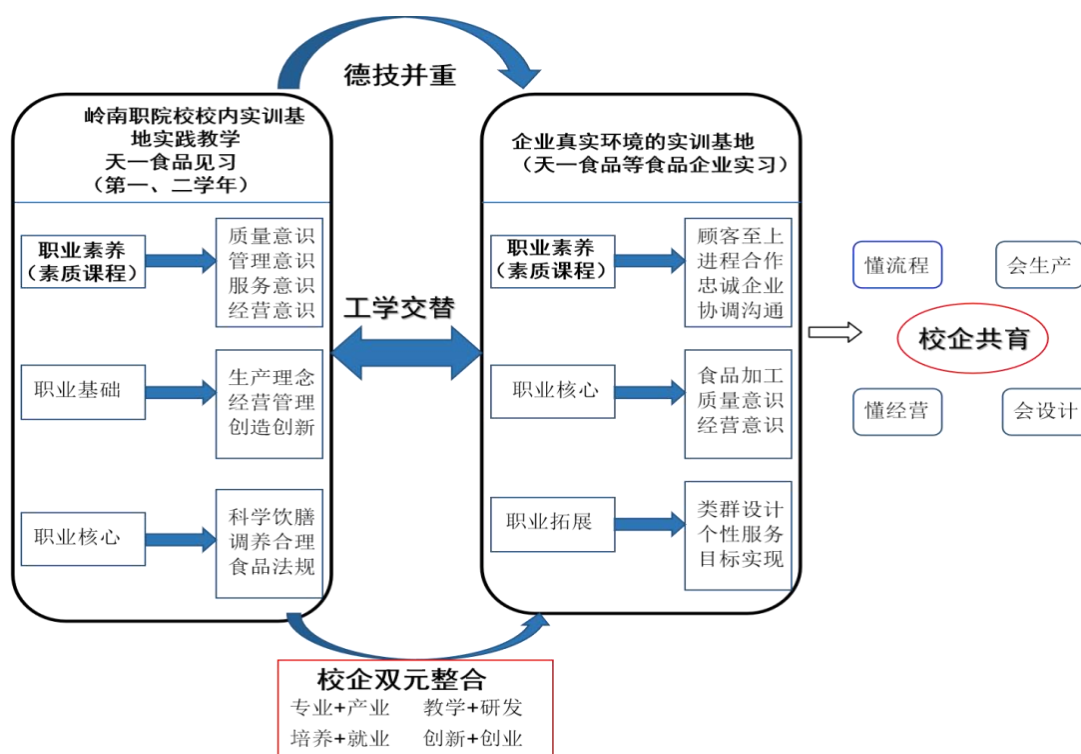 德技并重
岭南职院校校内实训基
地实践教学
天一食品见习
（第一、二学年）
职业素养
（素质课程）
质量意识
管理意识
服务意识
经营意识
职业基础
生产理念
经营管理
创造创新
职业核心
科学饮膳
调养合理
食品法规
工学交替
企业真实环境的实训基地
（天一食品等食品企业实习）
职业素养
（素质课程）
顾客至上
进程合作
忠诚企业
协调沟通
职业核心
食品加工
质量意识
经营意识
职业拓展
类群设计
个性服务
目标实现
懂流程
会生产
校企共育
懂经营
会设计
校企双元整合
专业+产业 教学+研发
培养+就业 创新+创业